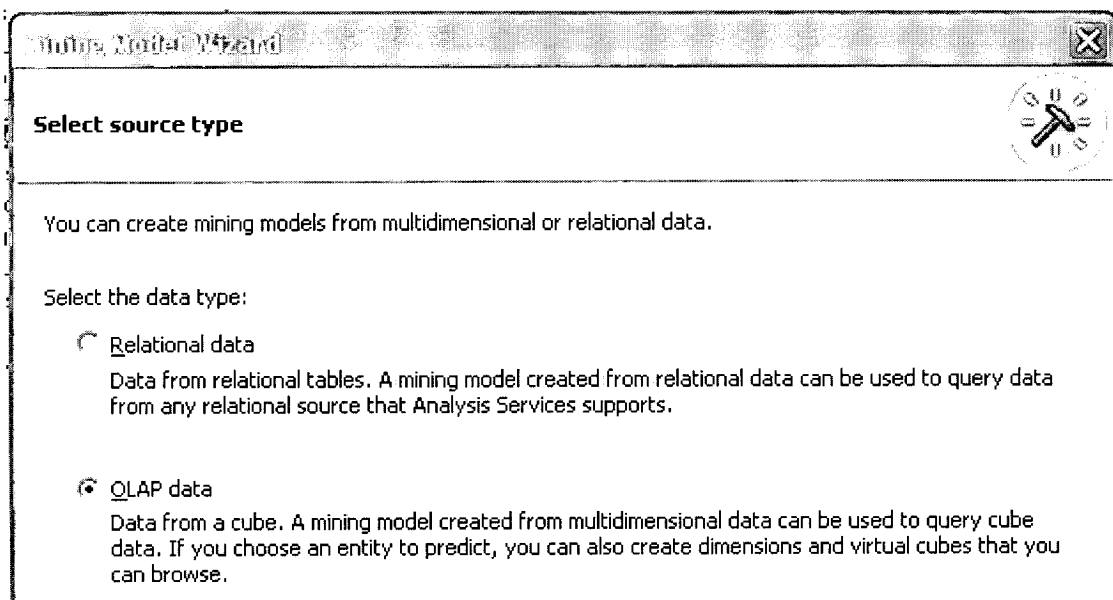 Mining Model Wizard
Select source type
You can create mining models from multidimensional or relational data.
Select the data type:
Relational data
Data from relational tables. A mining model created from relational data can be used to query data
from any relational source that Analysis Services supports.
OLAP data
Data from a cube. A mining model created from multidimensional data can be used to query cube
data. If you choose an entity to predict, you can also create dimensions and virtual cubes that you
can browse.